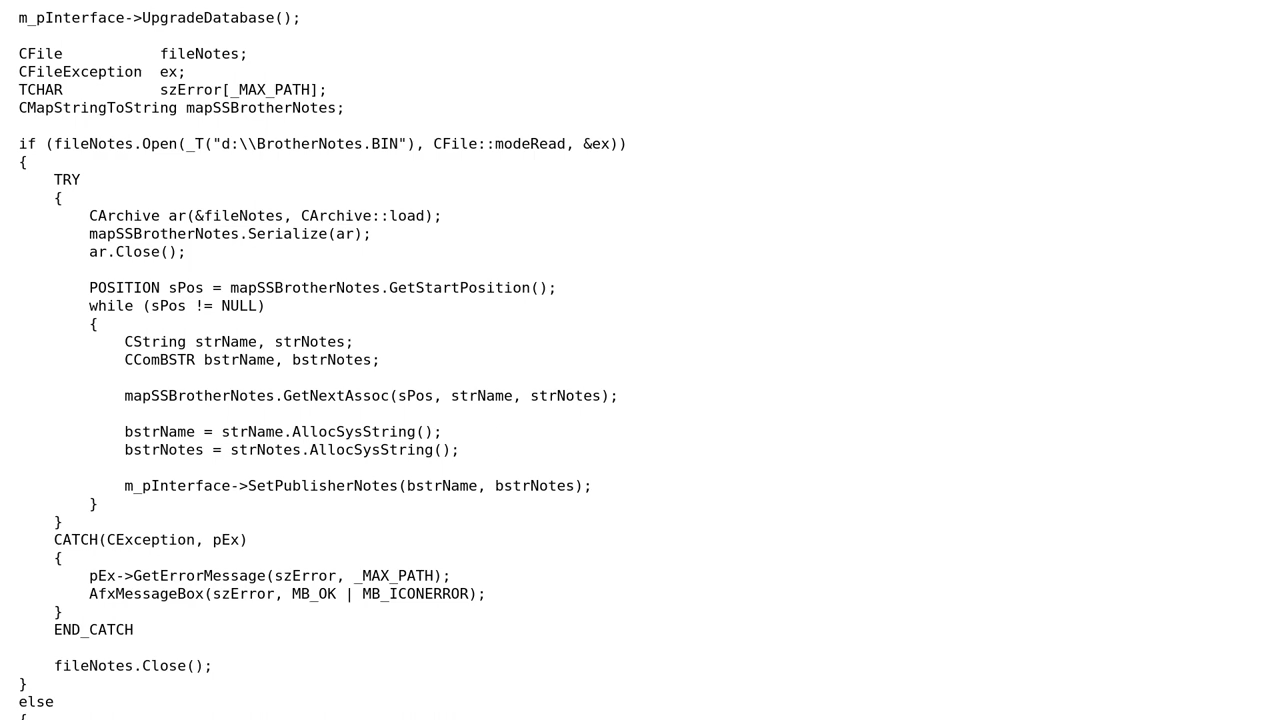 m_pInterface->UpgradeDatabase();
CFile           fileNotes;
CFileException  ex;
TCHAR           szError[_MAX_PATH];
CMapStringToString mapSSBrotherNotes;
if (fileNotes.Open(_T("d:\\BrotherNotes.BIN"), CFile::modeRead, &ex))
{
    TRY
    {
        CArchive ar(&fileNotes, CArchive::load);
        mapSSBrotherNotes.Serialize(ar);
        ar.Close();
        POSITION sPos = mapSSBrotherNotes.GetStartPosition();
        while (sPos != NULL)
        {
            CString strName, strNotes;
            CComBSTR bstrName, bstrNotes;
            mapSSBrotherNotes.GetNextAssoc(sPos, strName, strNotes);
            bstrName = strName.AllocSysString();
            bstrNotes = strNotes.AllocSysString();
            m_pInterface->SetPublisherNotes(bstrName, bstrNotes);
        }
    }
    CATCH(CException, pEx)
    {
        pEx->GetErrorMessage(szError, _MAX_PATH);
        AfxMessageBox(szError, MB_OK | MB_ICONERROR);
    }
    END_CATCH
    fileNotes.Close();
}
else
{